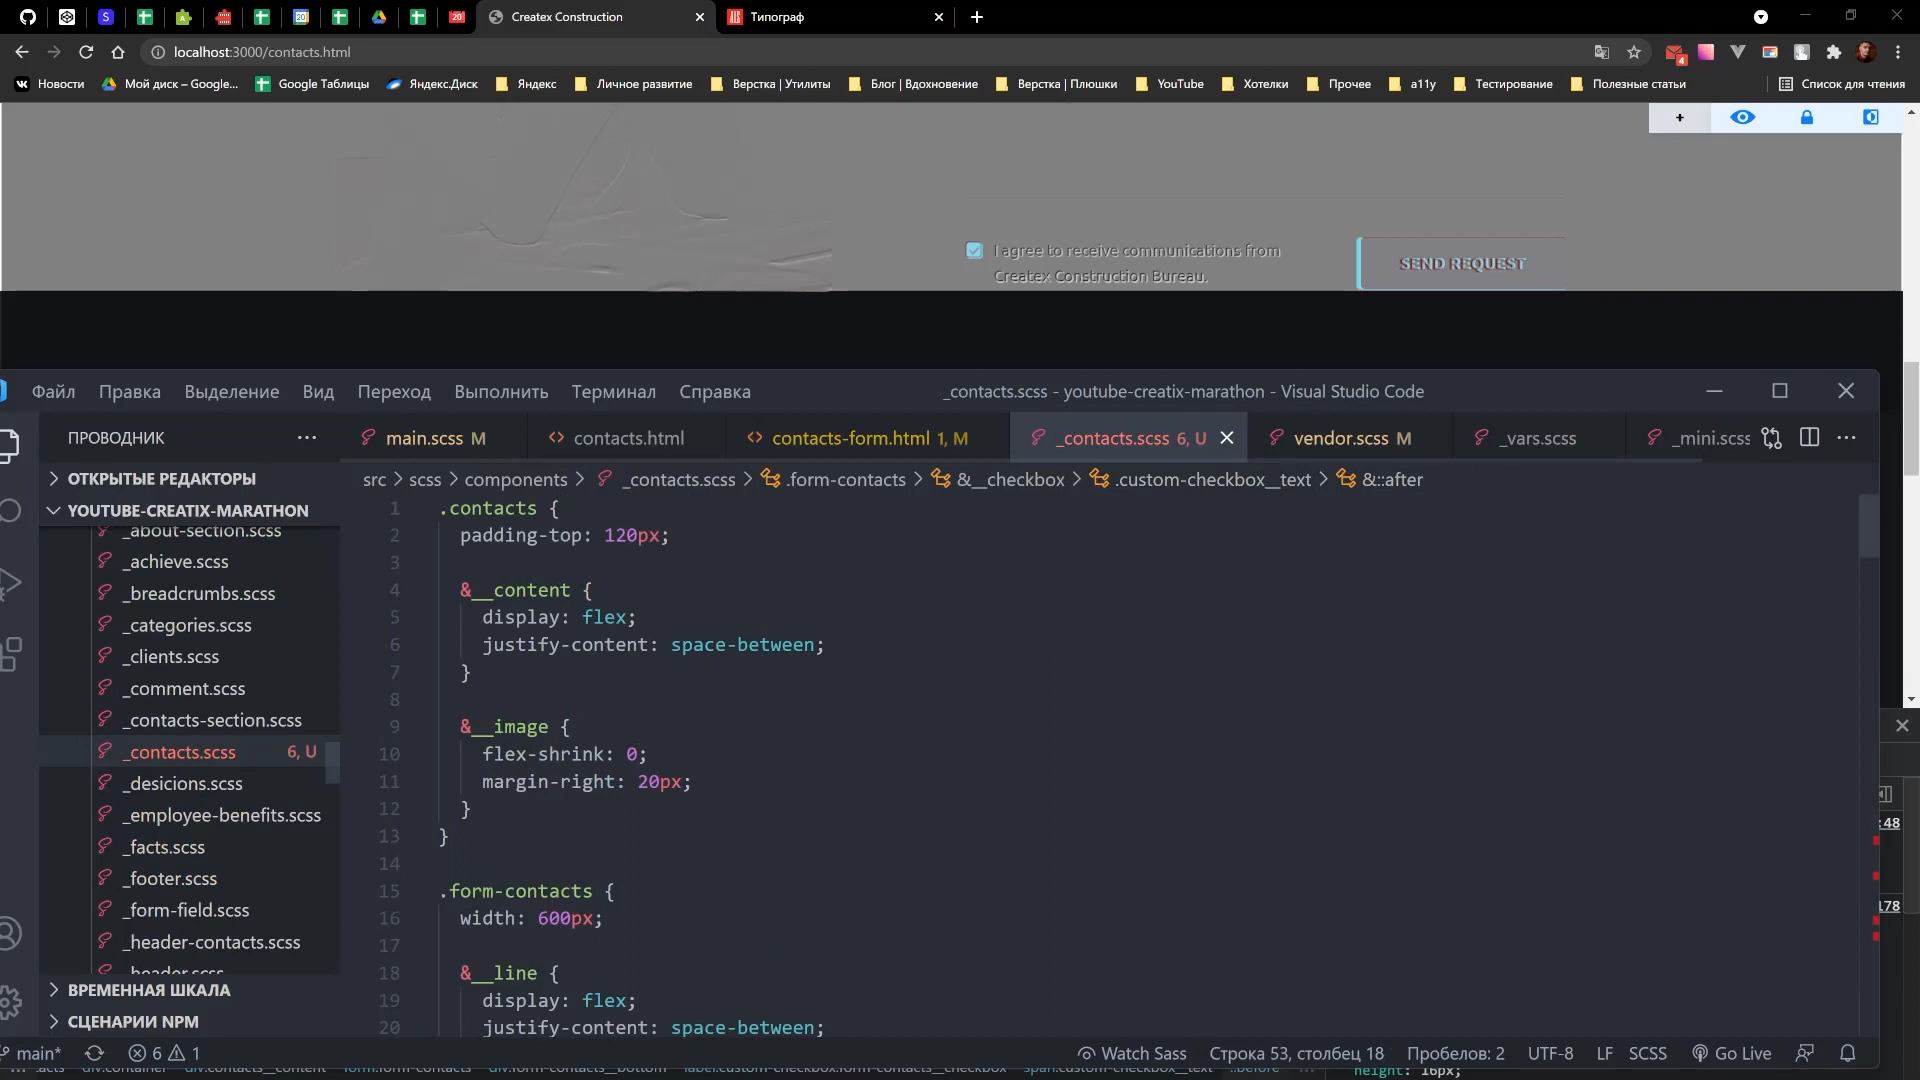 Createx Construction
Типограф
localhost:3000/contacts.html
Новости
Мой диск – Google...
Google Таблицы
Яндекс.Диск
Яндекс
Личное развитие
Верстка | Утилиты
Блог | Вдохновение
Верстка | Плюшки
YouTube
Хотелки
Прочее
a11y
Тестирование
Полезные статьи
Список для чтения
I agree to receive communications from
Createx Construction Bureau.
SEND REQUEST
Файл Правка Выделение Вид Переход Выполнить Терминал Справка
_contacts.scss - youtube-creatix-marathon - Visual Studio Code
ПРОВОДНИК
main.scss M
contacts.html
contacts-form.html 1, M
_contacts.scss 6, U
vendor.scss M
_vars.scss
_mini.scss
ОТКРЫТЫЕ РЕДАКТОРЫ
src > scss > components > _contacts.scss > .form-contacts > &__checkbox > .custom-checkbox__text > &::after
YOUTUBE-CREATIX-MARATHON
_about-section.scss
_achieve.scss
_breadcrumbs.scss
_categories.scss
_clients.scss
_comment.scss
_contacts-section.scss
_contacts.scss 6, U
_desicions.scss
_employee-benefits.scss
_facts.scss
_footer.scss
_form-field.scss
_header-contacts.scss
_header.scss
ВРЕМЕННАЯ ШКАЛА
СЦЕНАРИИ NPM
1 .contacts {
2 padding-top: 120px;
3
4 &__content {
5 display: flex;
6 justify-content: space-between;
7 }
8
9 &__image {
10 flex-shrink: 0;
11 margin-right: 20px;
12 }
13 }
14
15 .form-contacts {
16 width: 600px;
17
18 &__line {
19 display: flex;
20 justify-content: space-between;
:48
178
main* 6 1
Watch Sass
Строка 53, столбец 18
Пробелов: 2
UTF-8
LF
SCSS
Go Live
height: 16px;